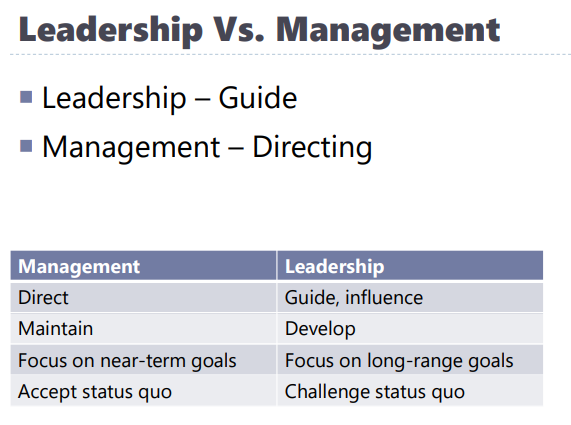 Leadership Vs. Management
Leadership – Guide
Management – Directing
Management Leadership
Direct Guide, influence
Maintain Develop
Focus on near-term goals Focus on long-range goals
Accept status quo Challenge status quo